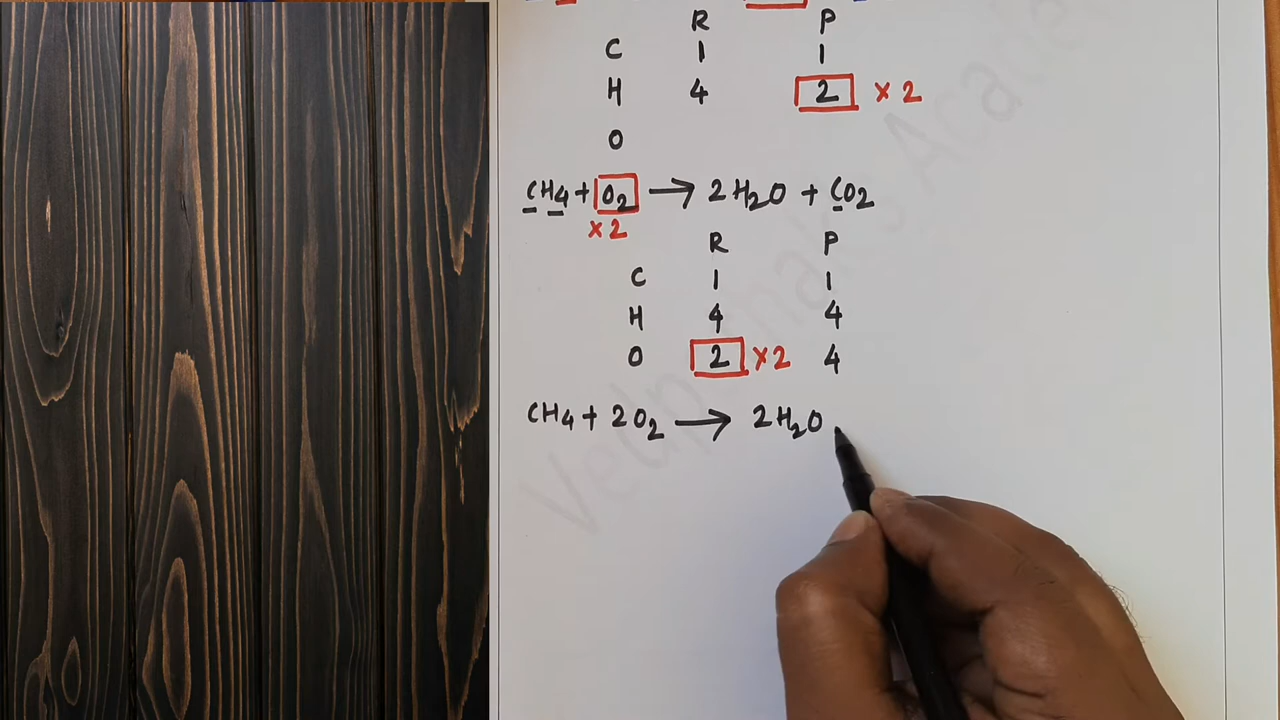 R P
C 1 1
H 4 2 × 2
O
CH4 + O2 → 2H2O + CO2
× 2
R P
C 1 1
H 4 4
O 2 ×2 4
CH4 + 2O2 → 2H2O